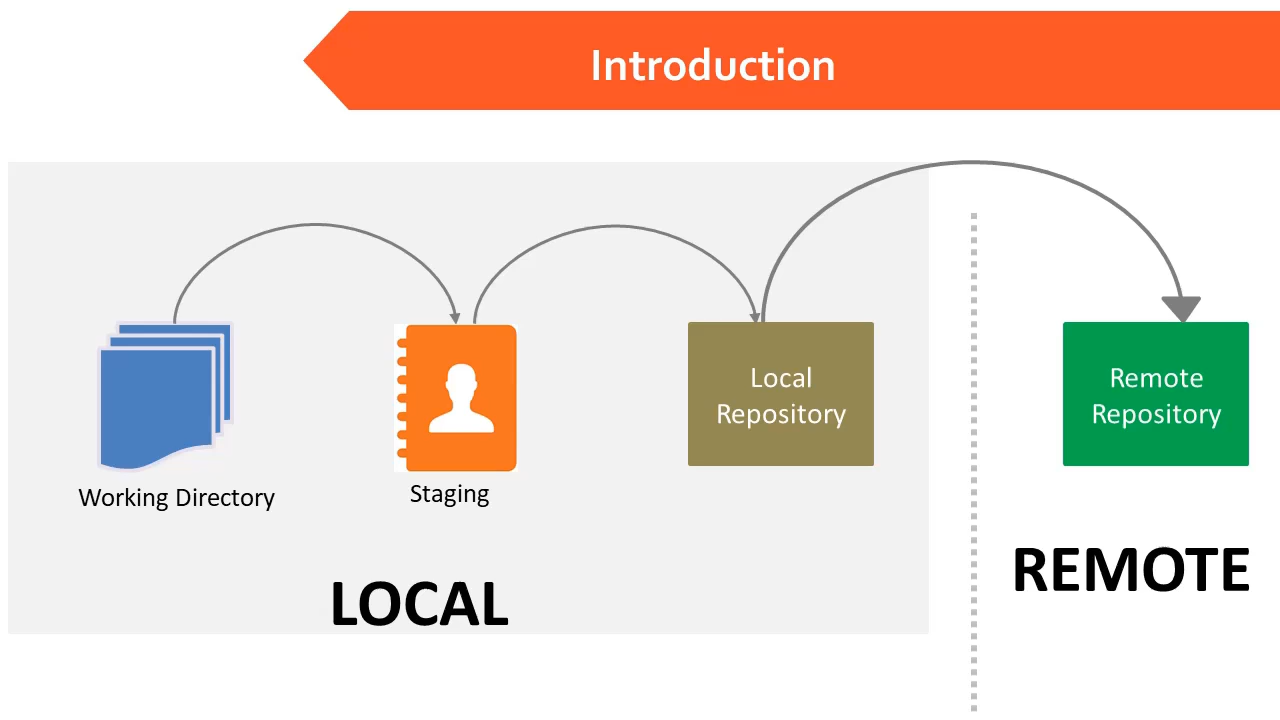 Introduction
Local
Repository
Remote
Repository
Working Directory
Staging
LOCAL
REMOTE